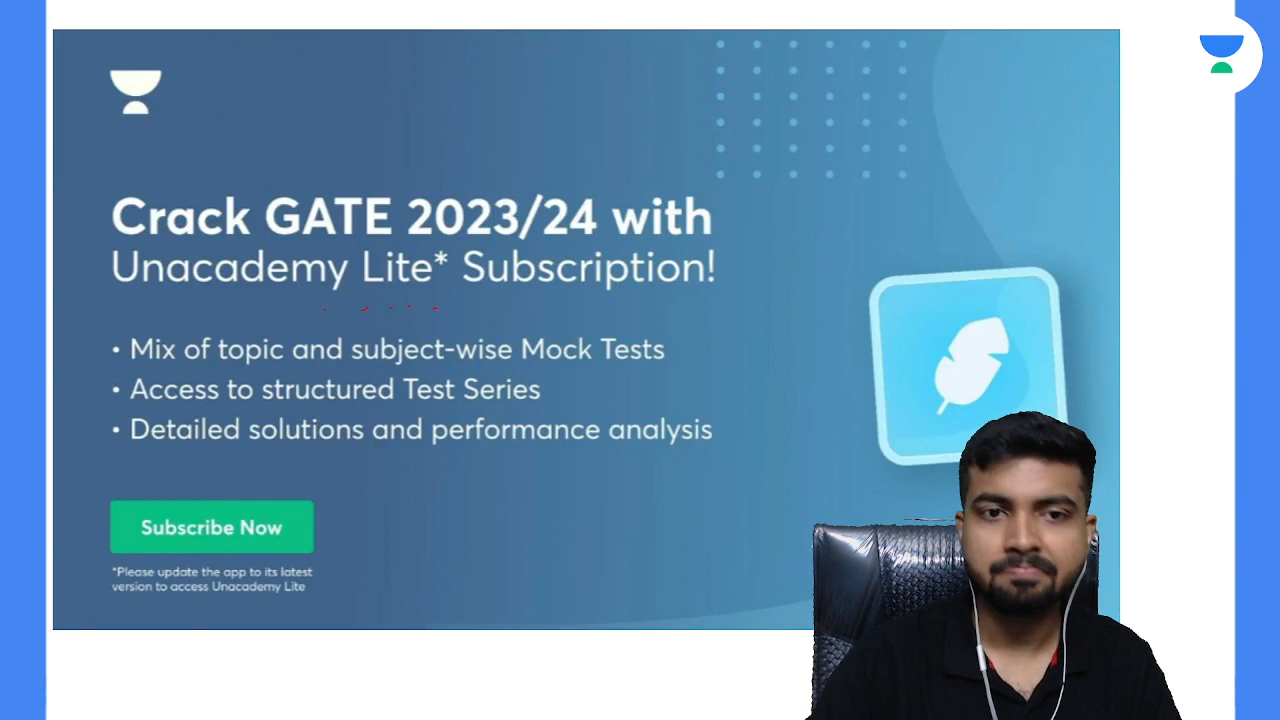 Crack GATE 2023/24 with
Unacademy Lite* Subscription!
• Mix of topic and subject-wise Mock Tests
• Access to structured Test Series
• Detailed solutions and performance analysis
Subscribe Now
*Please update the app to its latest
version to access Unacademy Lite